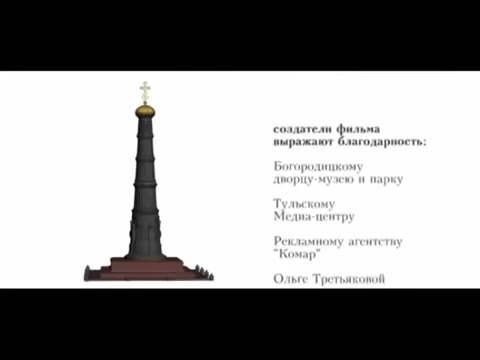 создатели фильма
выражают благодарность:
Богородицкому
дворцу-музею и парку
Тульскому
Медиа-центру
Рекламному агентству
"Комар"
Ольге Третьяковой